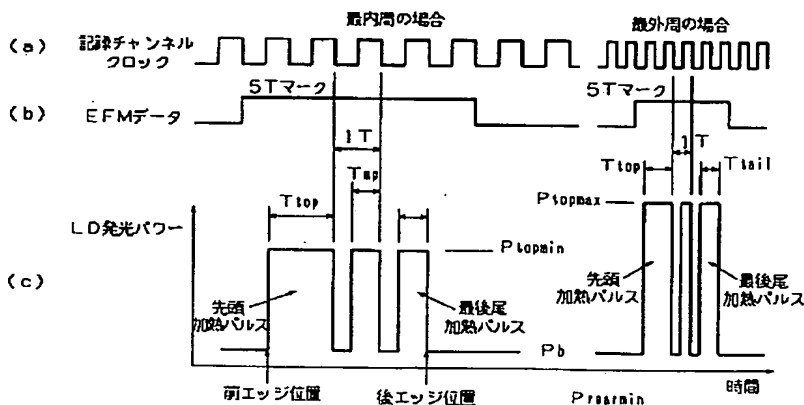 最内周の場合
最外周の場合
(a)
記録チャンネル
クロック
5Tマーク
5Tマーク
(b)
EFMデータ
1T
1T
Tmp
Ttop
Ttop
Ttail
LD発光パワー
Ptopmax
Ptopmin
(c)
先頭
加熱パルス
最後尾
加熱パルス
先頭
加熱パルス
最後尾
加熱パルス
Pb
時間
前エッジ位置
後エッジ位置
Prearmin